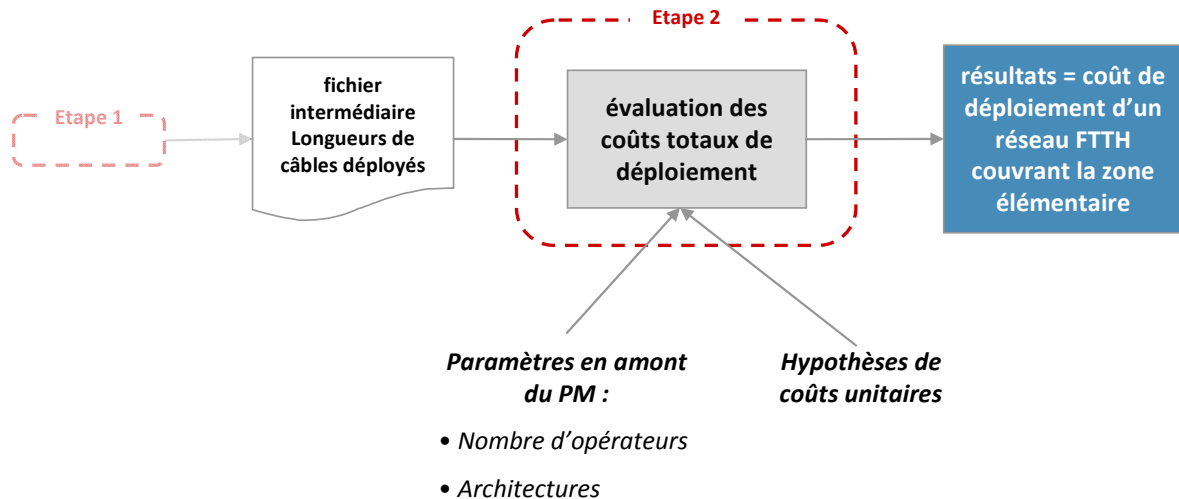 Etape 2
Etape 1
fichier
intermédiaire
Longueurs de
câbles déployés
évaluation des
coûts totaux de
déploiement
résultats = coût de
déploiement d’un
réseau FTTH
couvrant la zone
élémentaire
Paramètres en amont
du PM :
• Nombre d’opérateurs
• Architectures
Hypothèses de
coûts unitaires